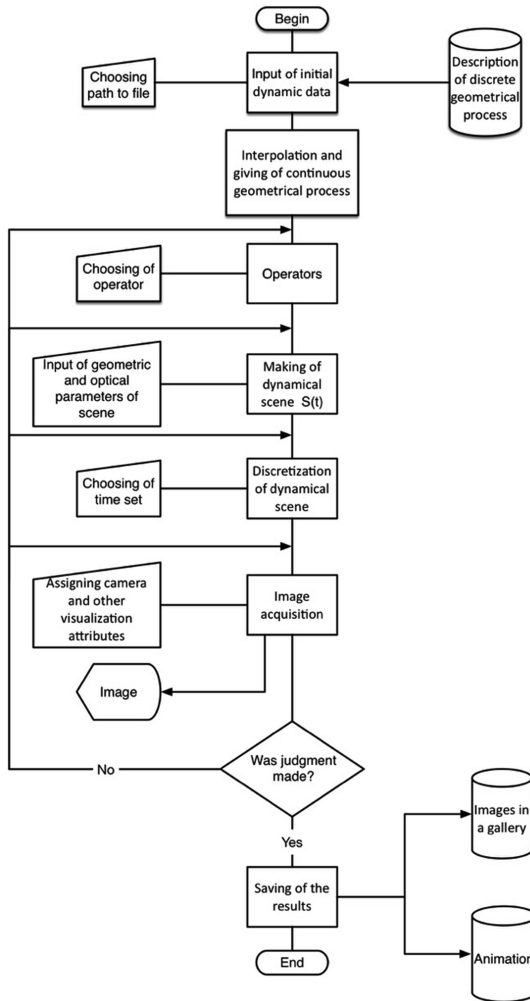 Begin
Choosing
path to file
Input of initial
dynamic data
Description
of discrete
geometrical
process
Interpolation and
giving of continuous
geometrical process
Choosing of
operator
Operators
Input of geometric
and optical
parameters of
scene
Making of
dynamical
scene S(t)
Choosing of
time set
Discretization
of dynamical
scene
Assigning camera
and other
visualization
attributes
Image
acquisition
Image
Was judgment
made?
No
Yes
Images in
a gallery
Saving of the
results
Animation
End